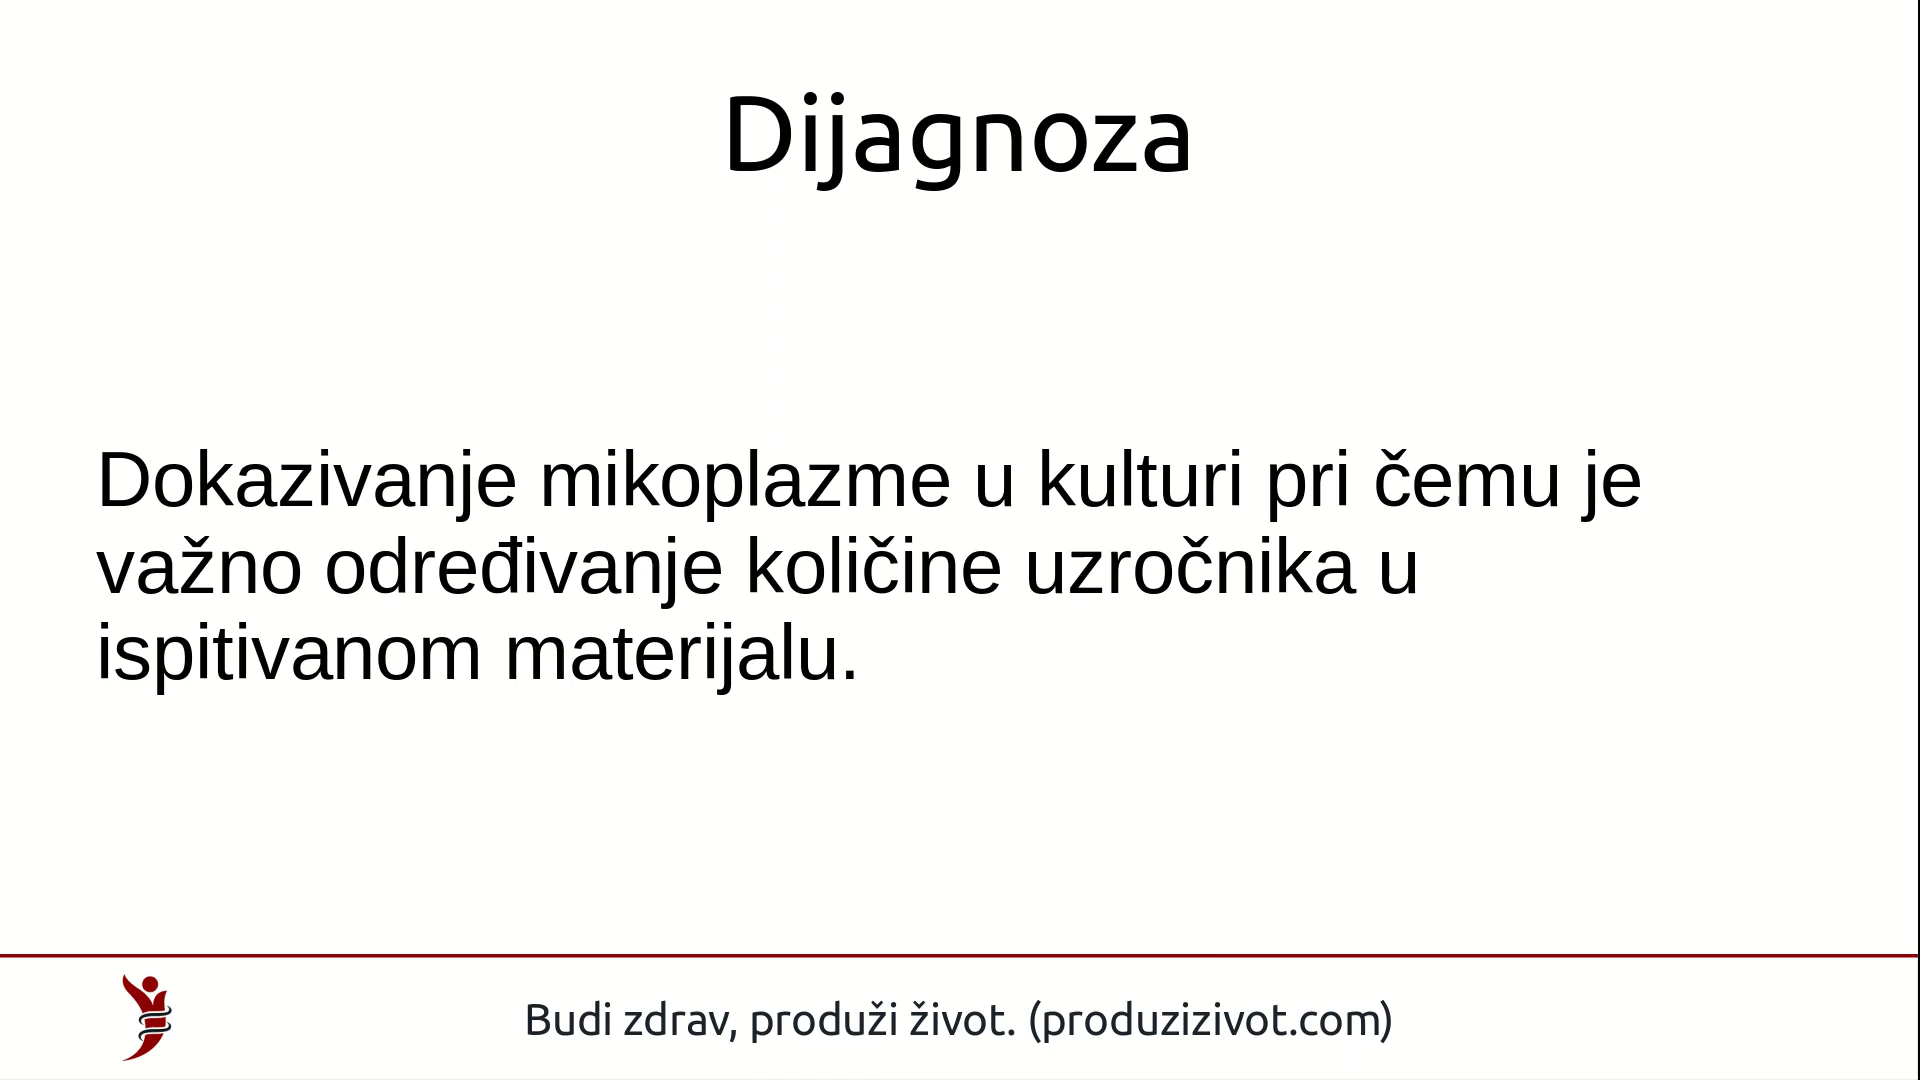 Dijagnoza
Dokazivanje mikoplazme u kulturi pri čemu je
važno određivanje količine uzročnika u
ispitivanom materijalu.
Budi zdrav, produži život. (produzizivot.com)